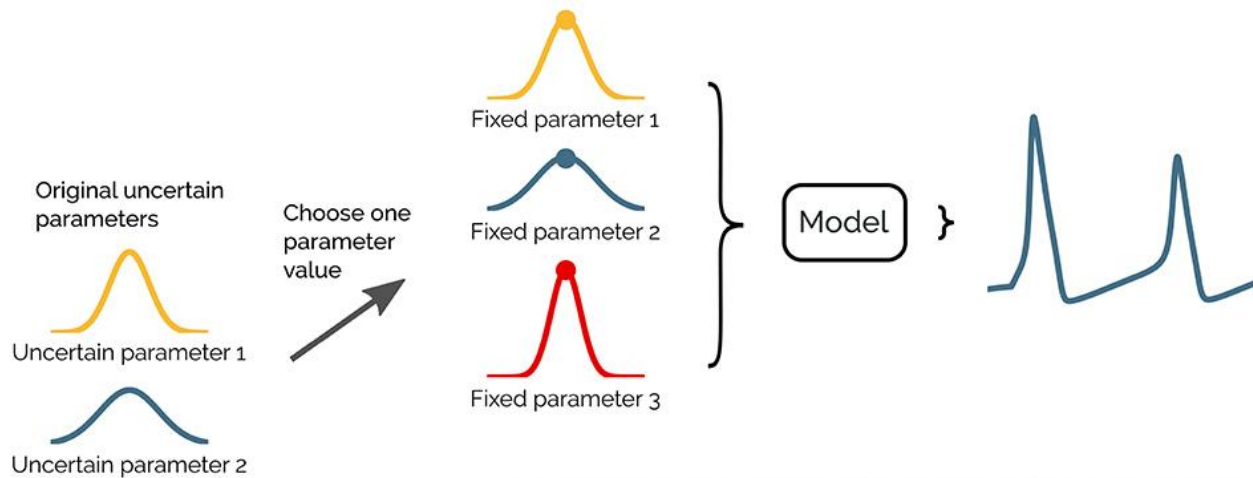 Original uncertain
parameters
Uncertain parameter 1
Uncertain parameter 2
Choose one
parameter
value
Fixed parameter 1
Fixed parameter 2
Fixed parameter 3
Model